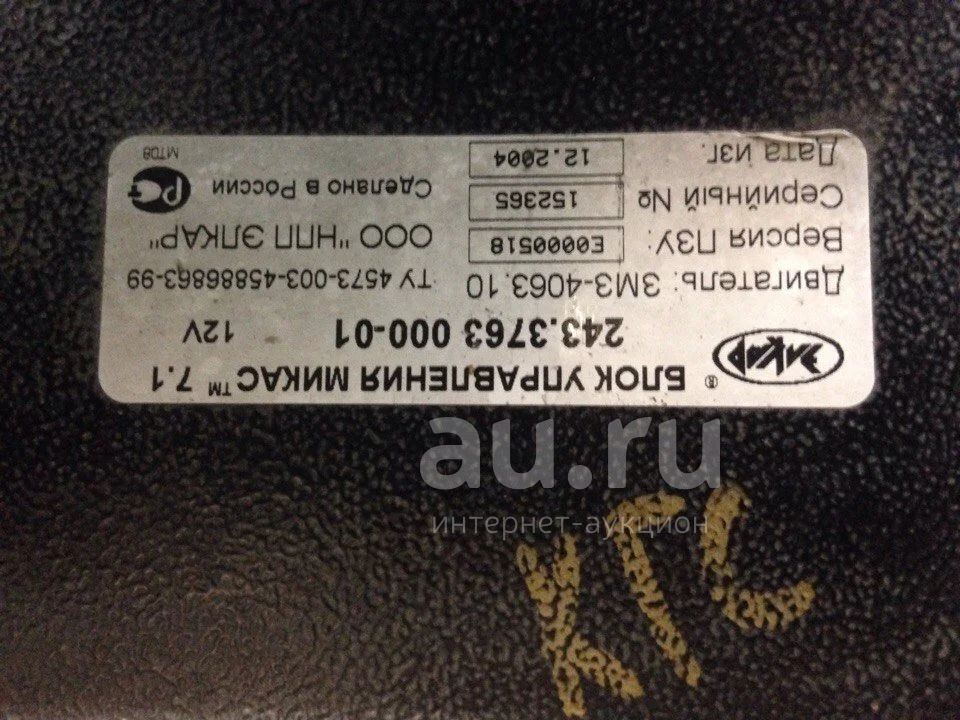 ЭЛКАР ® БЛОК УПРАВЛЕНИЯ МИКАС™ 7.1
243.3763 000-01 12V
Двигатель: ЗМЗ-4063.10 ТУ 4573-003-45886863-99
Версия ПЗУ: E0000518 ООО "НПП ЭЛКАР"
Серийный № 152365 Сделано в России РСТ
Дата изг. 12.2004 МТ08
au.ru
интернет-аукцион